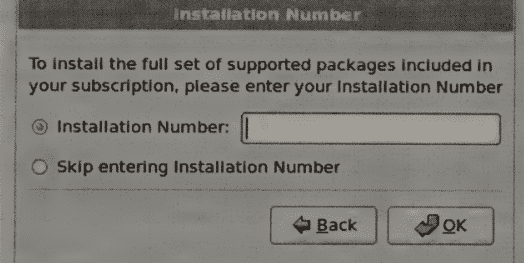 Installation Number
To install the full set of supported packages included in
your subscription, please enter your Installation Number
Installation Number:
Skip entering Installation Number
Back
OK